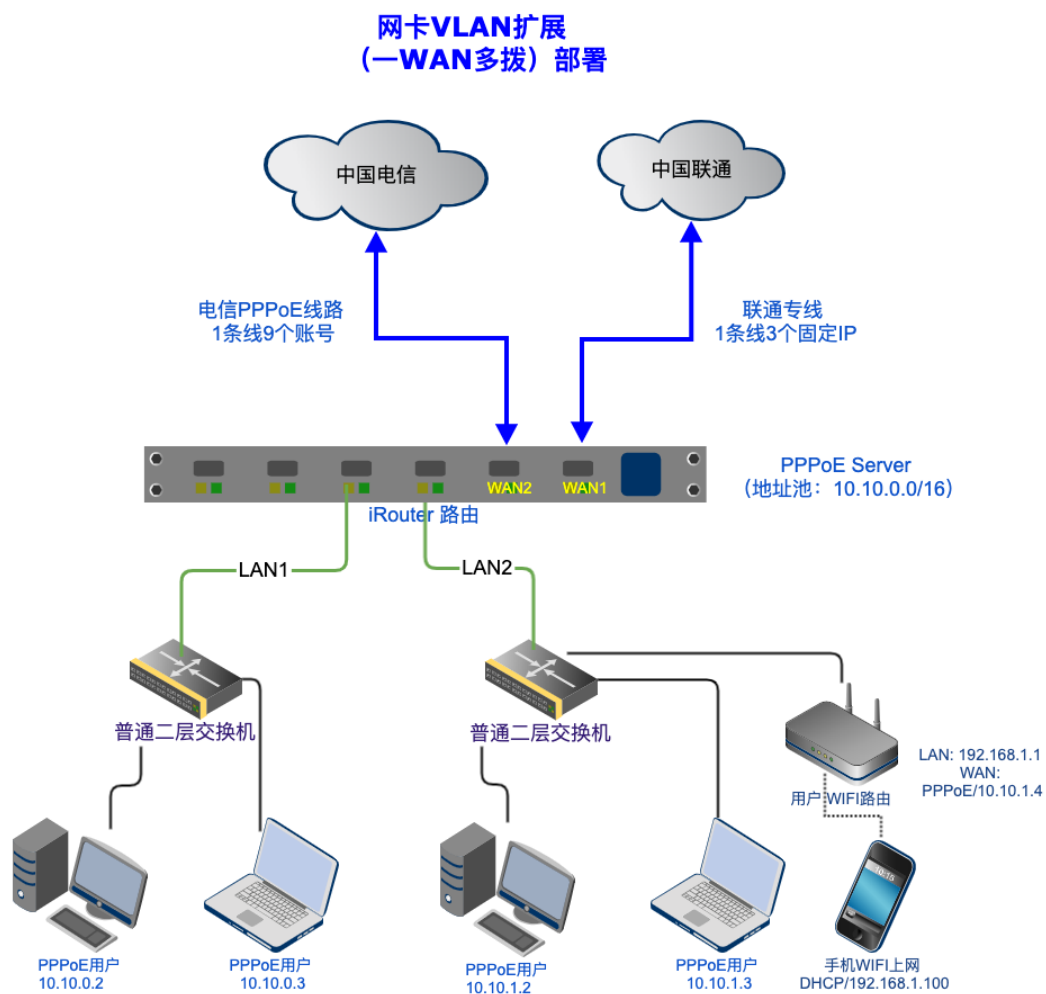 网卡VLAN扩展
（一WAN多拨）部署
中国电信
中国联通
电信PPPoE线路
1条线9个账号
联通专线
1条线3个固定IP
WAN2
WAN1
PPPoE Server
（地址池：10.10.0.0/16）
iRouter 路由
LAN1
LAN2
普通二层交换机
普通二层交换机
LAN: 192.168.1.1
WAN:
PPPoE/10.10.1.4
用户 WIFI路由
10:15
PPPoE用户
10.10.0.2
PPPoE用户
10.10.0.3
PPPoE用户
10.10.1.2
PPPoE用户
10.10.1.3
手机WIFI上网
DHCP/192.168.1.100